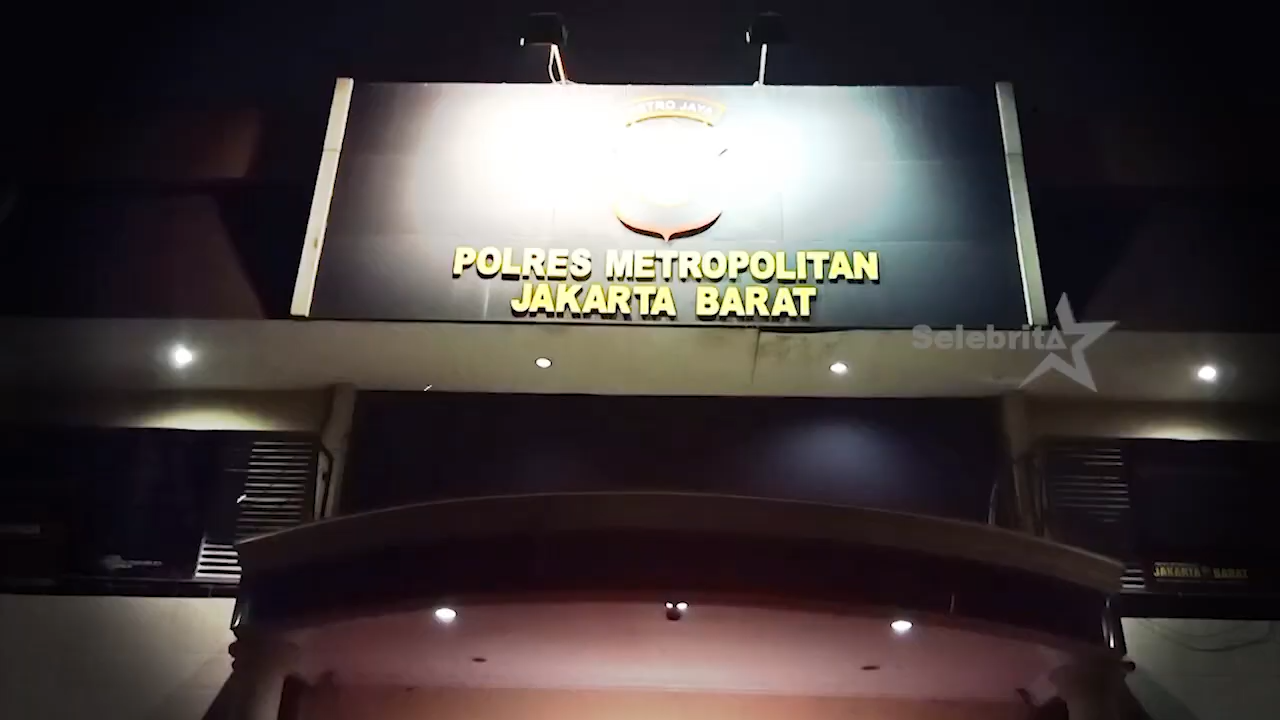 METRO JAYA
POLRES METROPOLITAN
JAKARTA BARAT
Selebrita
JAKARTA BARAT